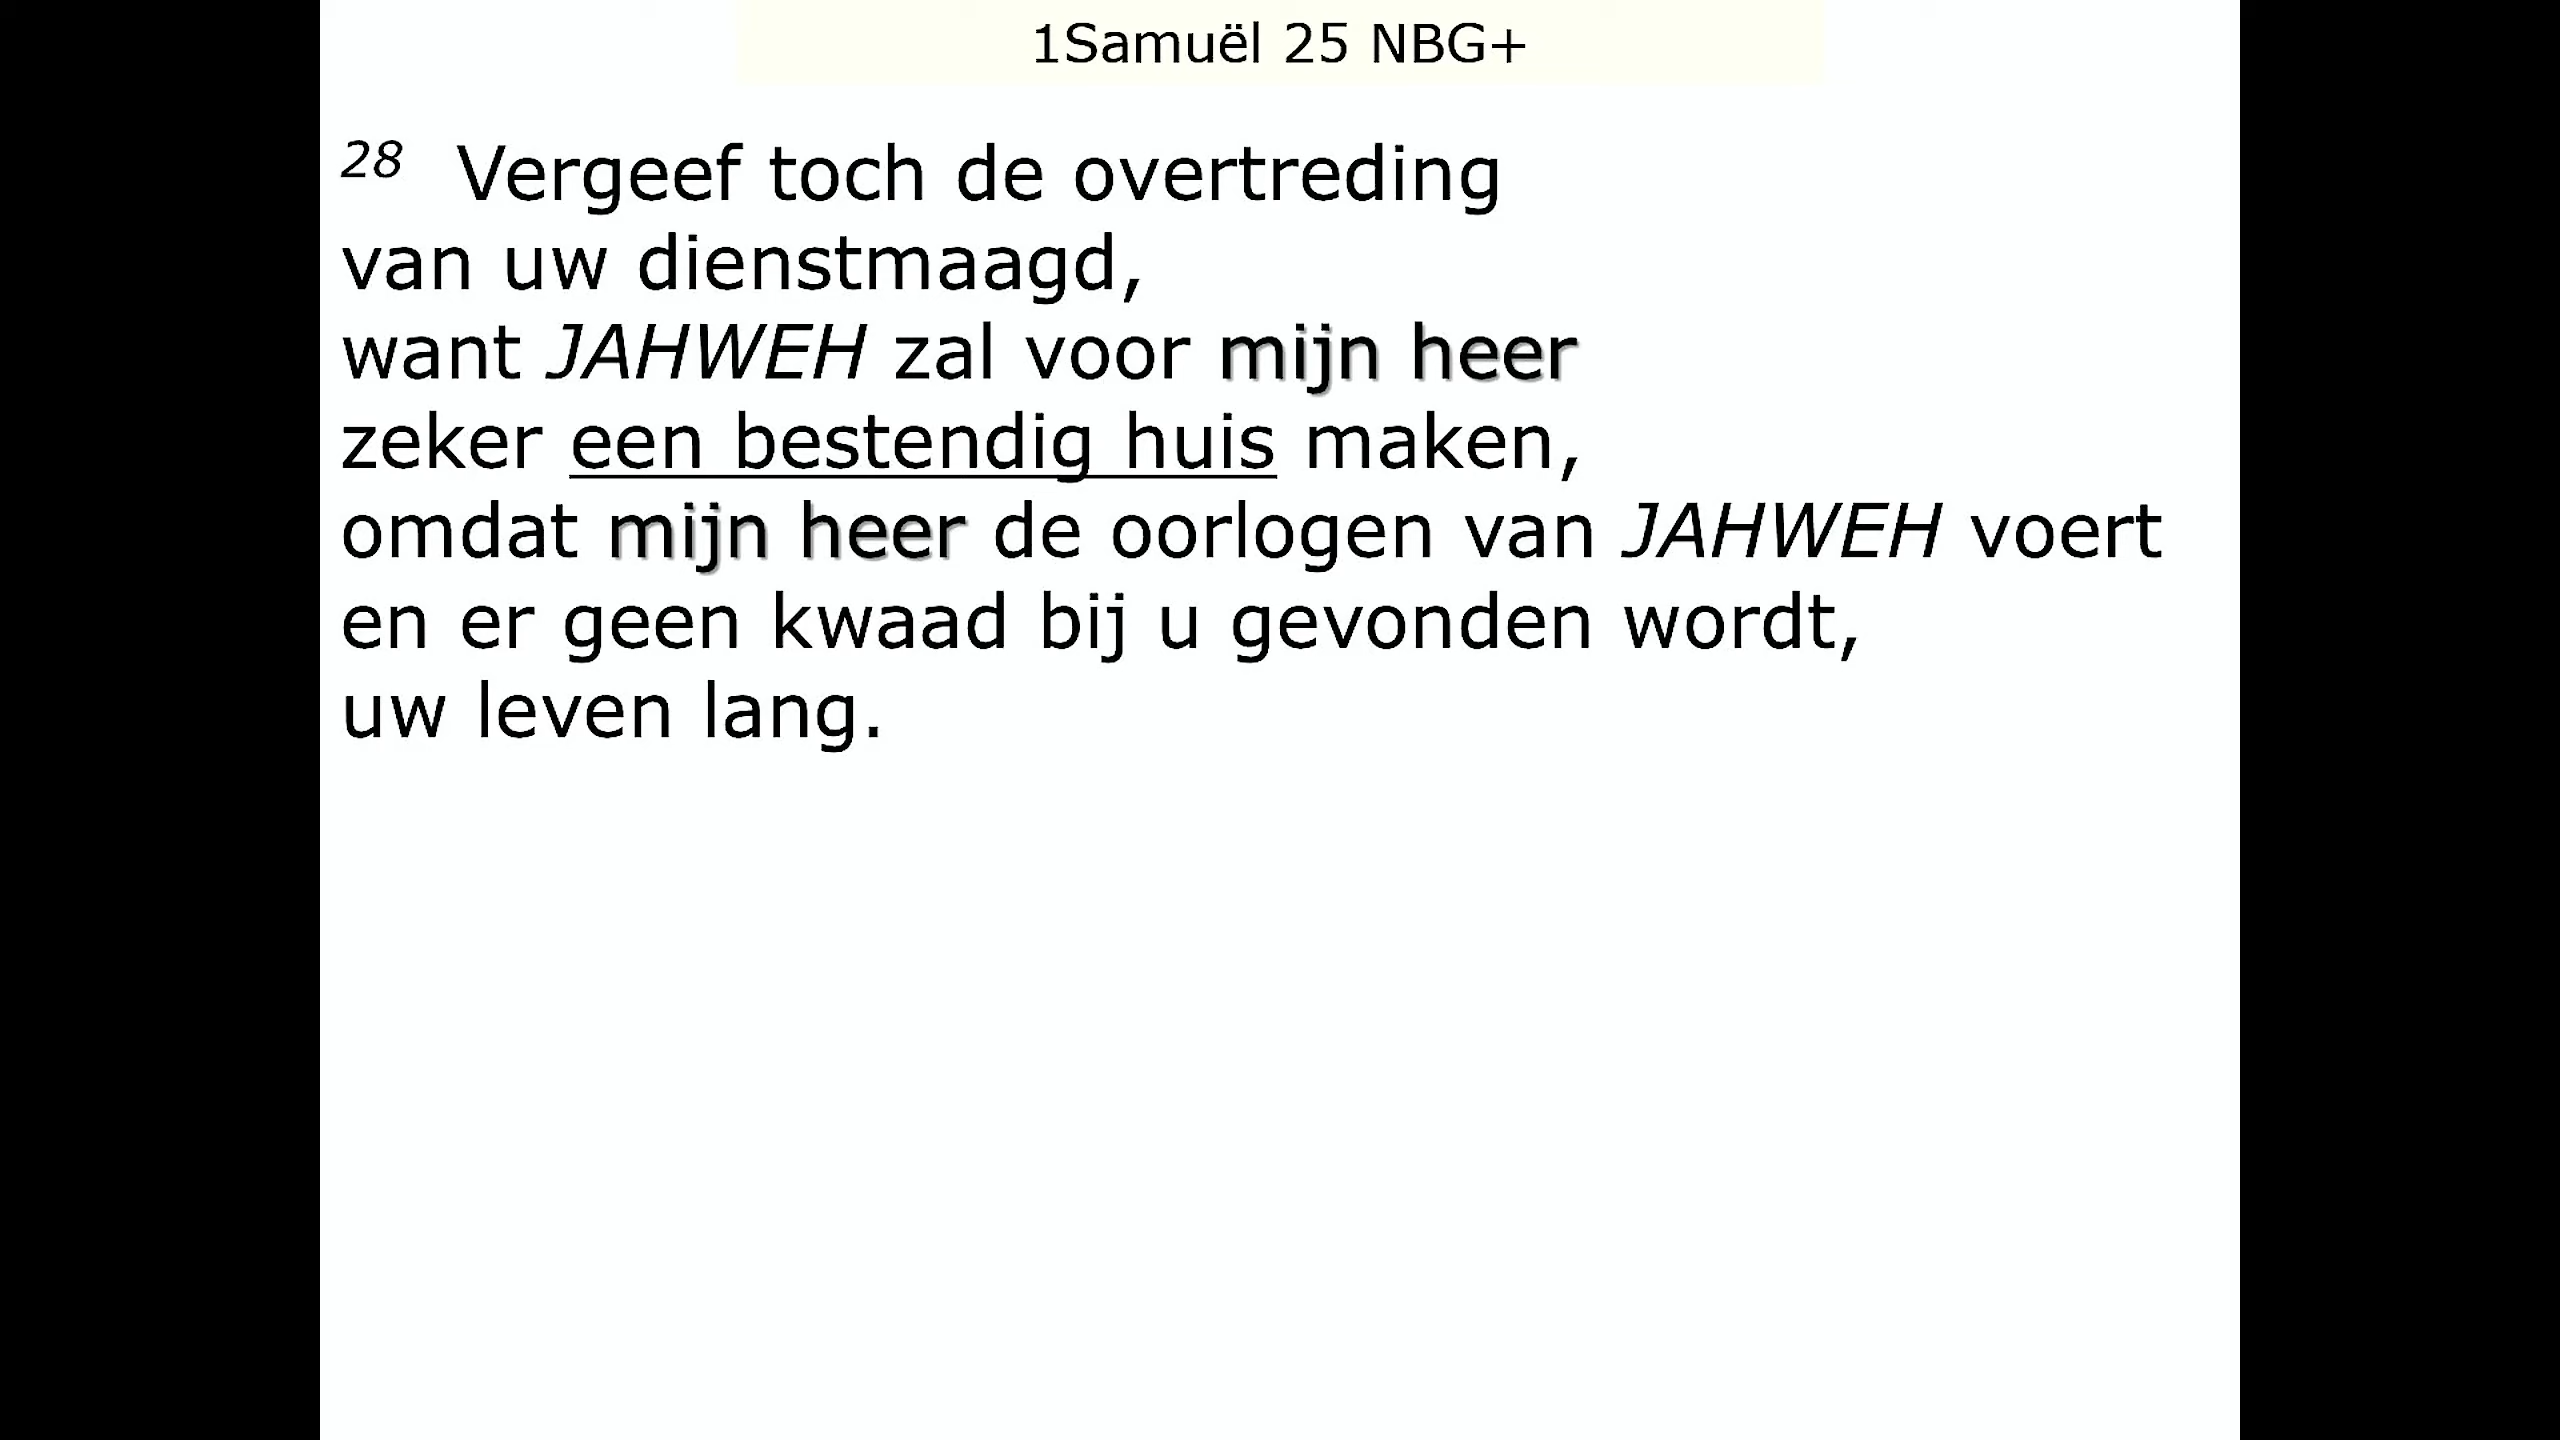 1Samuël 25 NBG+
28 Vergeef toch de overtreding
van uw dienstmaagd,
want JAHWEH zal voor mijn heer
zeker een bestendig huis maken,
omdat mijn heer de oorlogen van JAHWEH voert
en er geen kwaad bij u gevonden wordt,
uw leven lang.